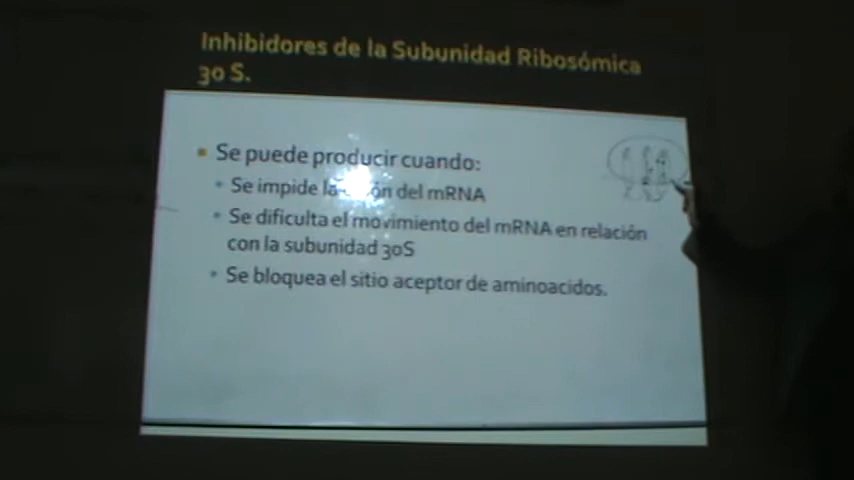 Inhibidores de la Subunidad Ribosómica
30 S.
Se puede producir cuando:
Se impide la del mRNA
Se dificulta el movimiento del mRNA en relación
con la subunidad 30S
Se bloquea el sitio aceptor de aminoacidos.